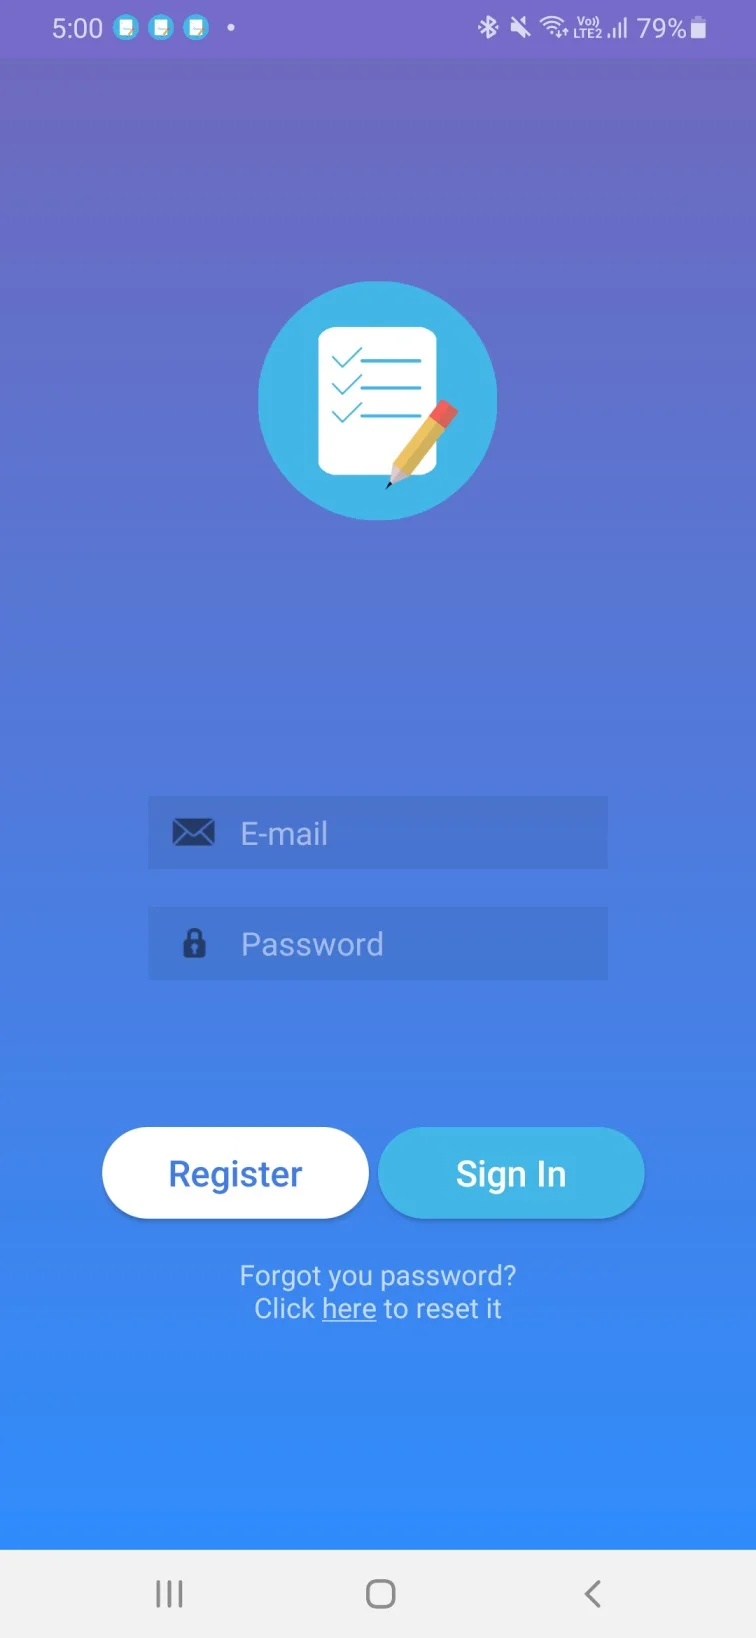 5:00
Vo)) LTE2 79%
E-mail
Password
Register Sign In
Forgot you password?
Click here to reset it